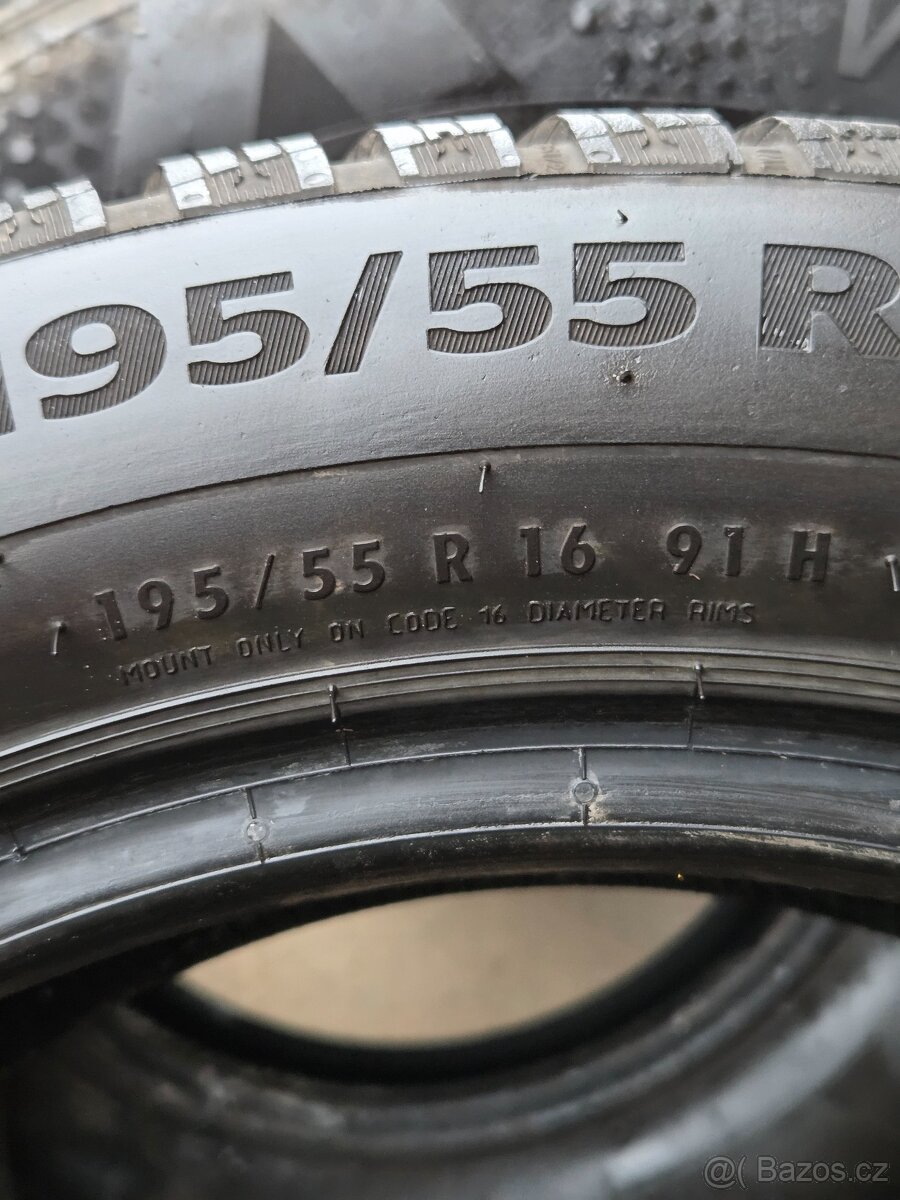 195/55 R
195/55 R 16 91 H
MOUNT ONLY ON CODE 16 DIAMETER RIMS
@( Bazos.cz